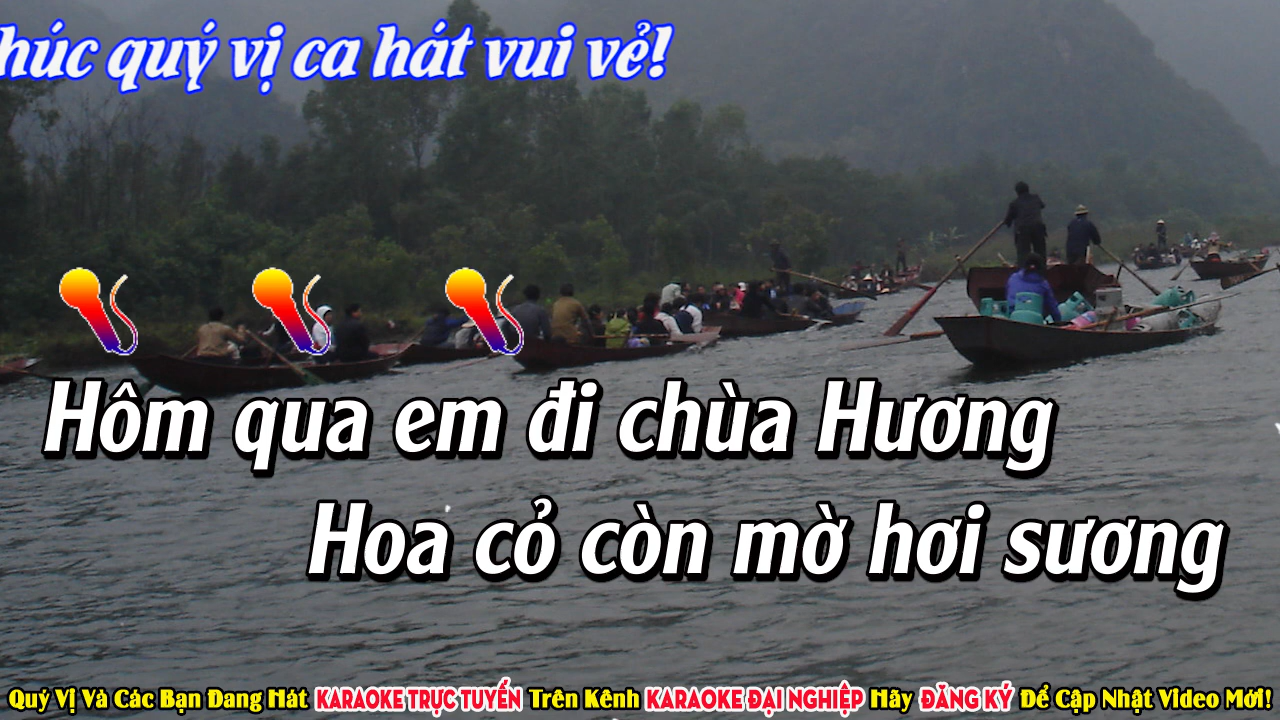 húc quý vị ca hát vui vẻ!
Hôm qua em đi chùa Hương
Hoa cỏ còn mờ hơi sương
Quý Vị Và Các Bạn Đang Hát KARAOKE TRỰC TUYẾN Trên Kênh KARAOKE ĐẠI NGHIỆP Hãy ĐĂNG KÝ Để Cập Nhật Video Mới!